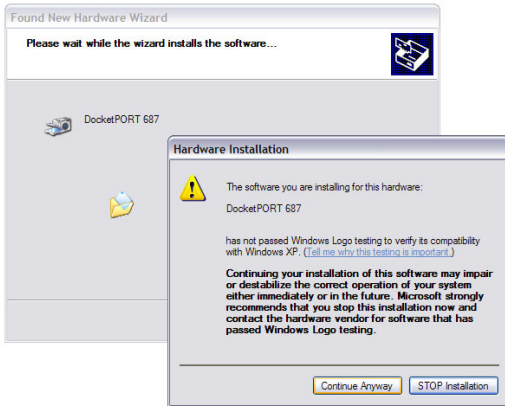 Found New Hardware Wizard
Please wait while the wizard installs the software...
DocketPORT 687
Hardware Installation
The software you are installing for this hardware:
DocketPORT 687
has not passed Windows Logo testing to verify its compatibility
with Windows XP. (Tell me why this testing is important.)
Continuing your installation of this software may impair
or destabilize the correct operation of your system
either immediately or in the future. Microsoft strongly
recommends that you stop this installation now and
contact the hardware vendor for software that has
passed Windows Logo testing.
Continue Anyway
STOP Installation